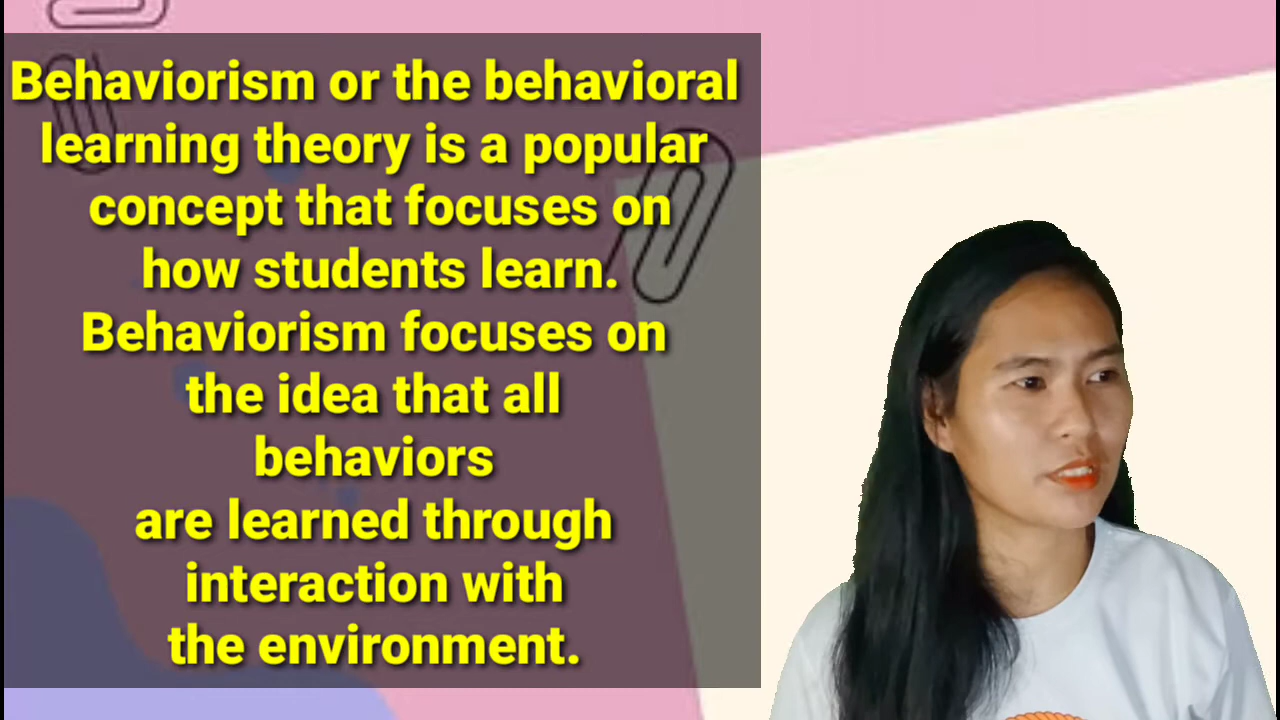 Behaviorism or the behavioral
learning theory is a popular
concept that focuses on
how students learn.
Behaviorism focuses on
the idea that all
behaviors
are learned through
interaction with
the environment.